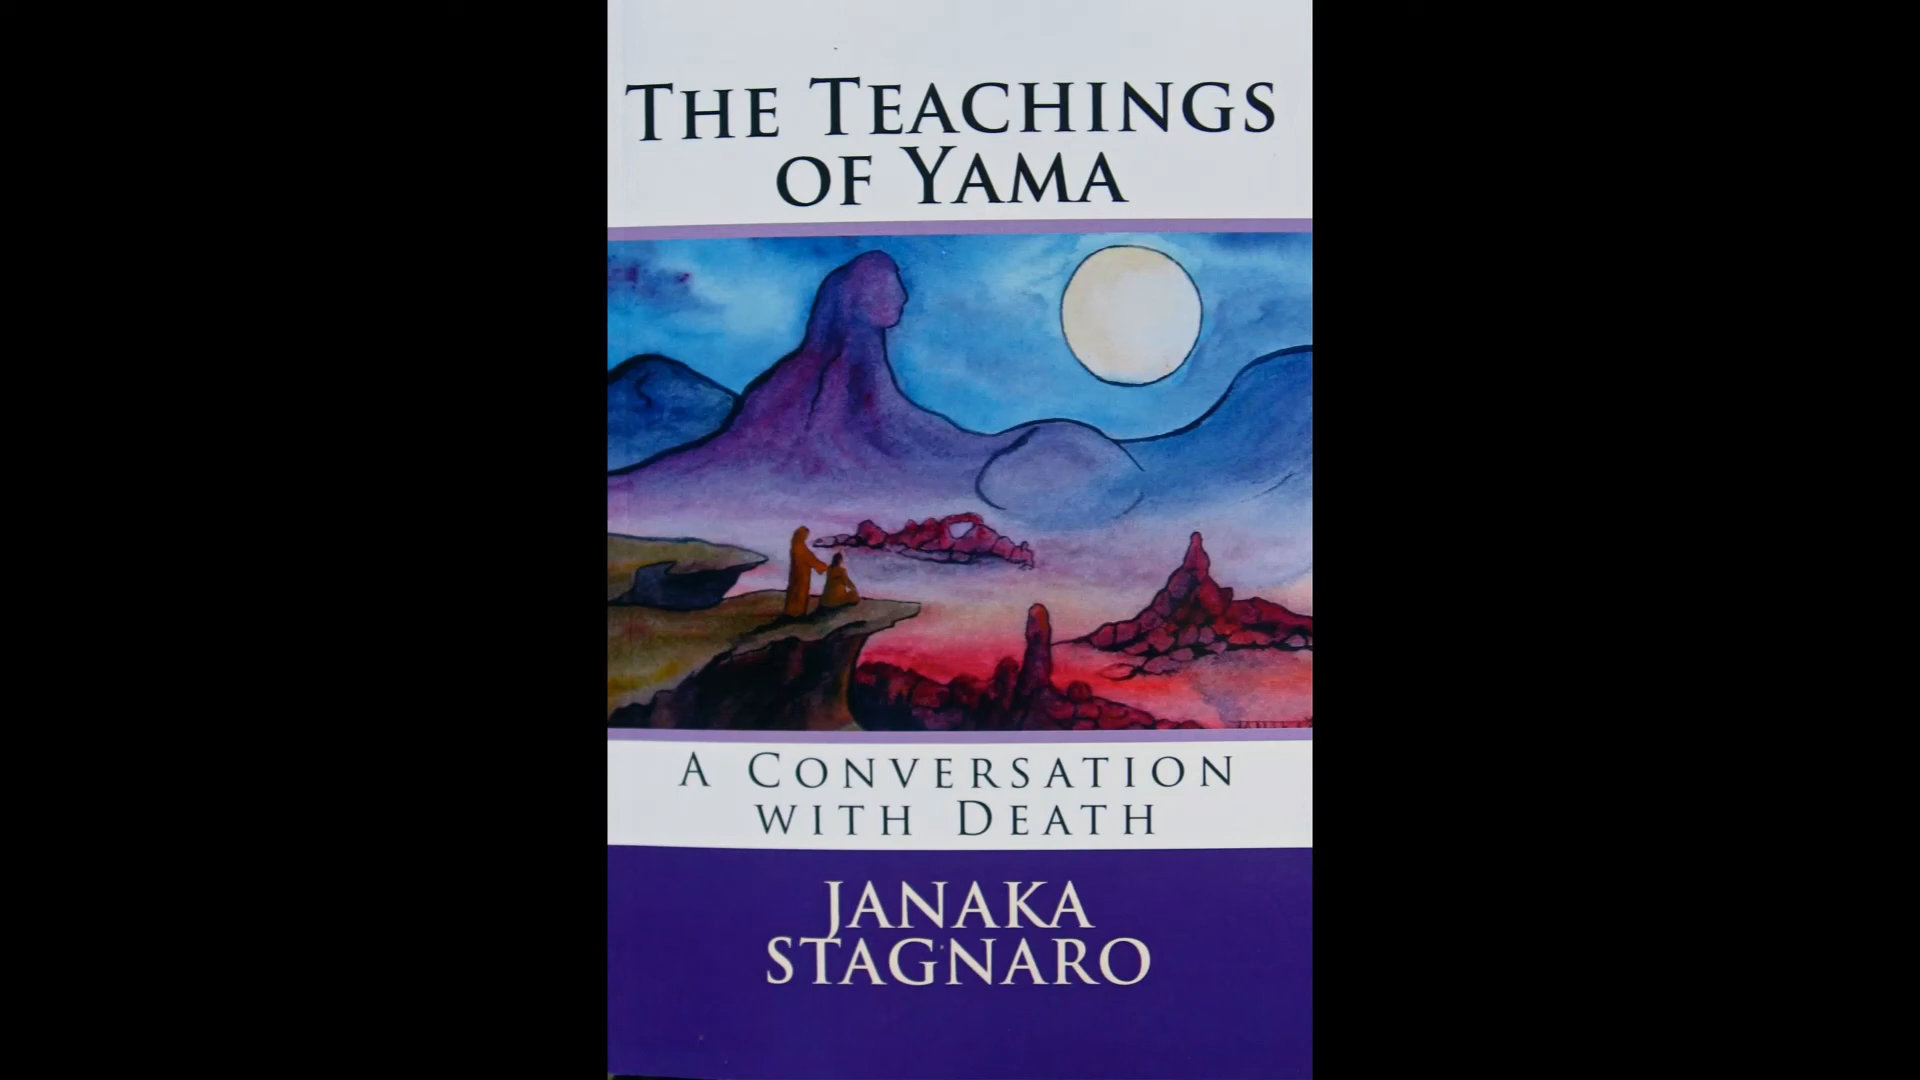 THE TEACHINGS
OF YAMA
A CONVERSATION
WITH DEATH
JANAKA
STAGNARO